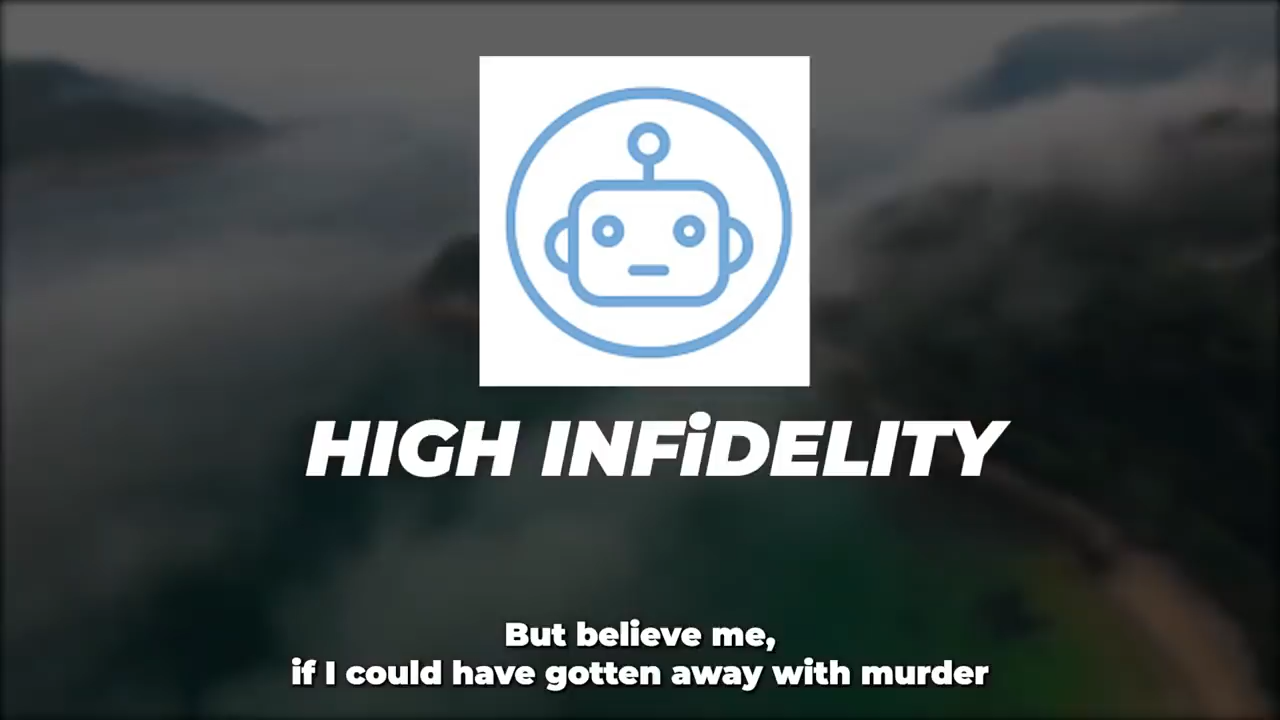 HIGH INFiDELITY
But believe me,
if I could have gotten away with murder